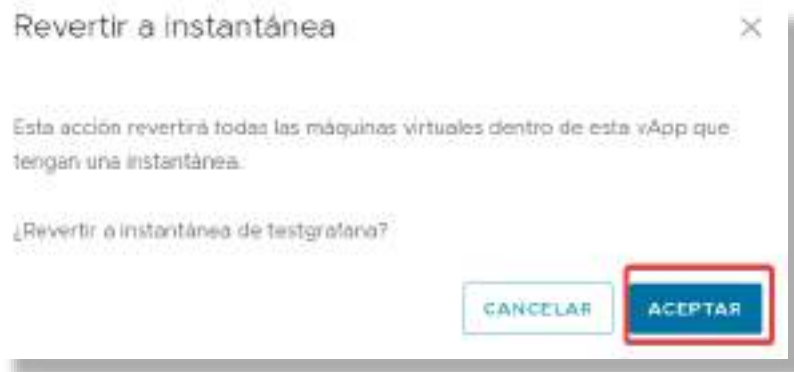 Revertir a instantánea
Esta acción revertirá todas las máquinas virtuales dentro de esta vApp que
tengan una instantánea.
¿Revertir a instantánea de testgrafana?
CANCELAR
ACEPTAR